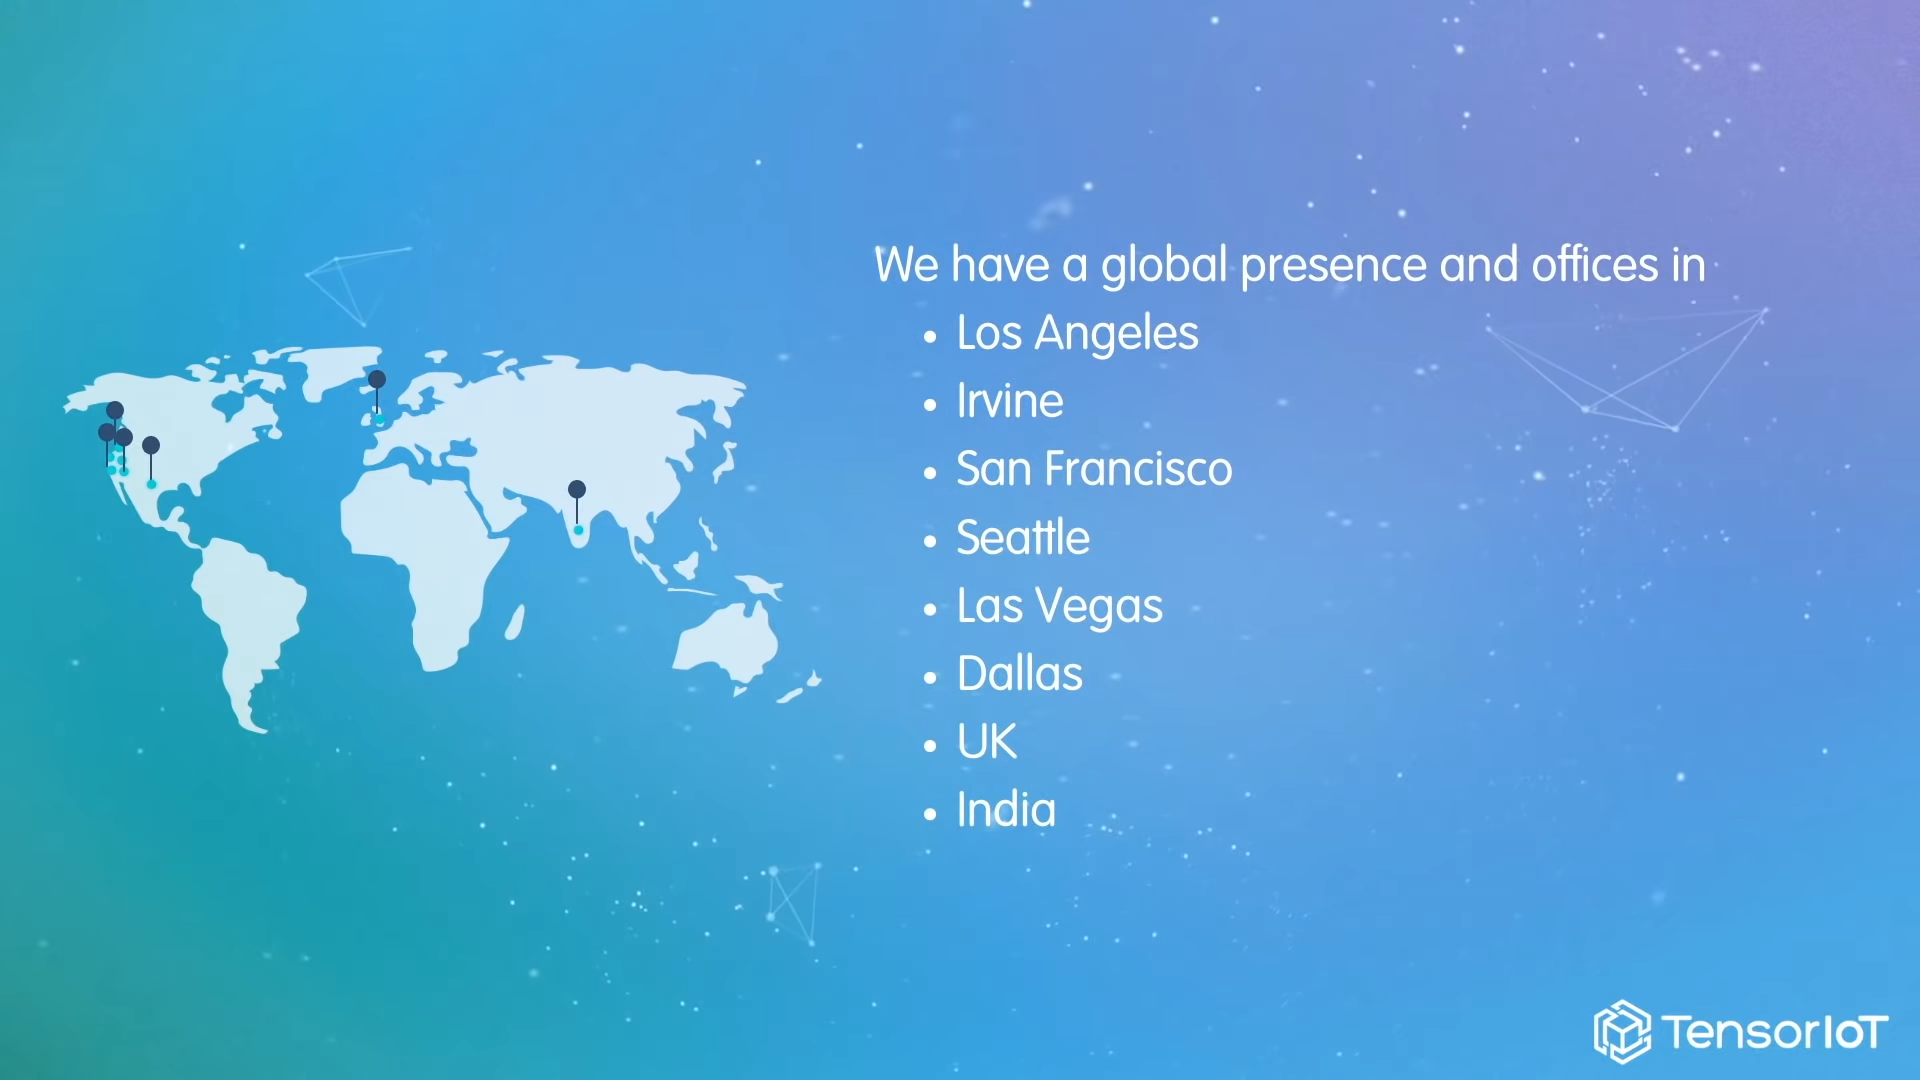 We have a global presence and offices in
• Los Angeles
• Irvine
• San Francisco
• Seattle
• Las Vegas
• Dallas
• UK
• India
TensorIoT